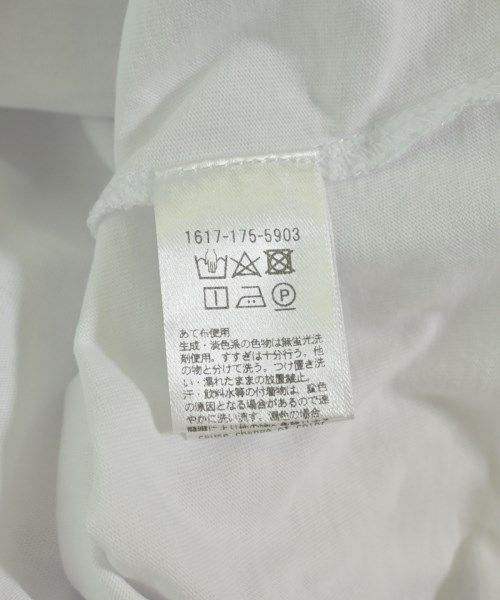 1617-175-5903
P
あて布使用
生成・淡色系の色物は無蛍光洗
剤使用。すすぎは十分行う。他
の物と分けて洗う。つけ置き洗
い・濡れたままの放置禁止。
汗・飲料水等の付着物は、変色
の原因となる場合があるので速
やかに洗い流す。濃色の場合、
cause change of